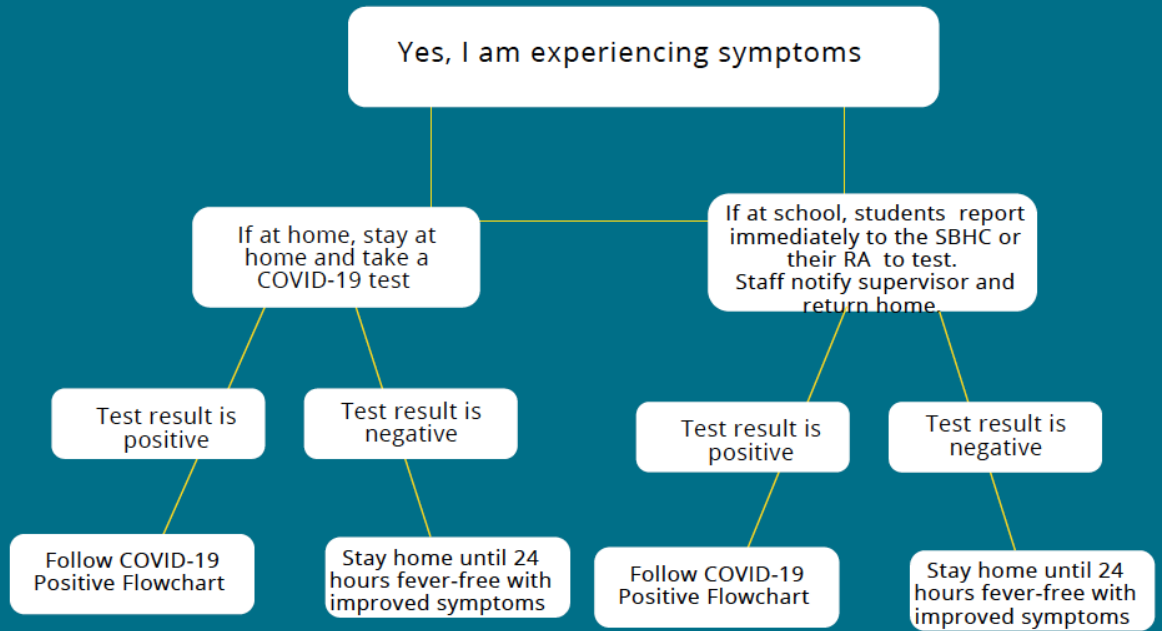 Yes, I am experiencing symptoms
If at home, stay at
home and take a
COVID-19 test
If at school, students report
immediately to the SBHC or
their RA to test.
Staff notify supervisor and
return home.
Test result is
positive
Test result is
negative
Test result is
positive
Test result is
negative
Follow COVID-19
Positive Flowchart
Stay home until 24
hours fever-free with
improved symptoms
Follow COVID-19
Positive Flowchart
Stay home until 24
hours fever-free with
improved symptoms